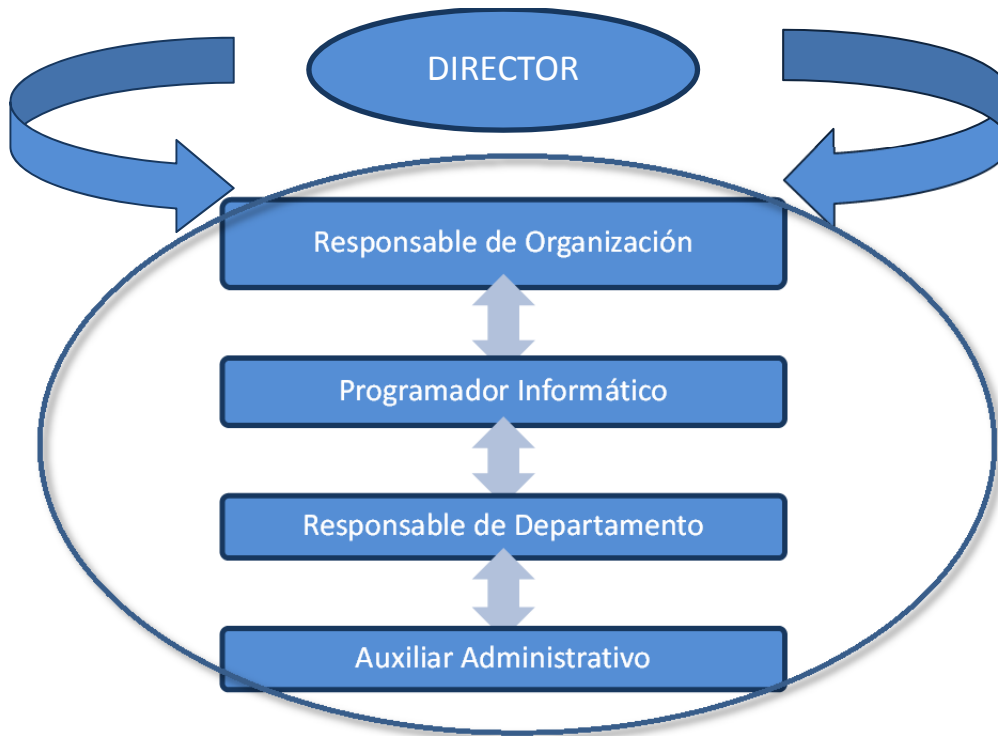 DIRECTOR
Responsable de Organización
Programador Informático
Responsable de Departamento
Auxiliar Administrativo